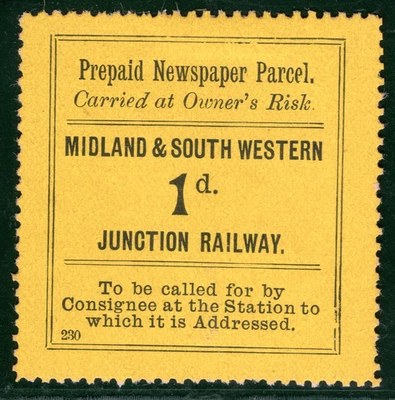 Prepaid Newspaper Parcel.
Carried at Owner's Risk.
MIDLAND & SOUTH WESTERN
1d.
JUNCTION RAILWAY.
To be called for by
Consignee at the Station to
which it is Addressed.
230